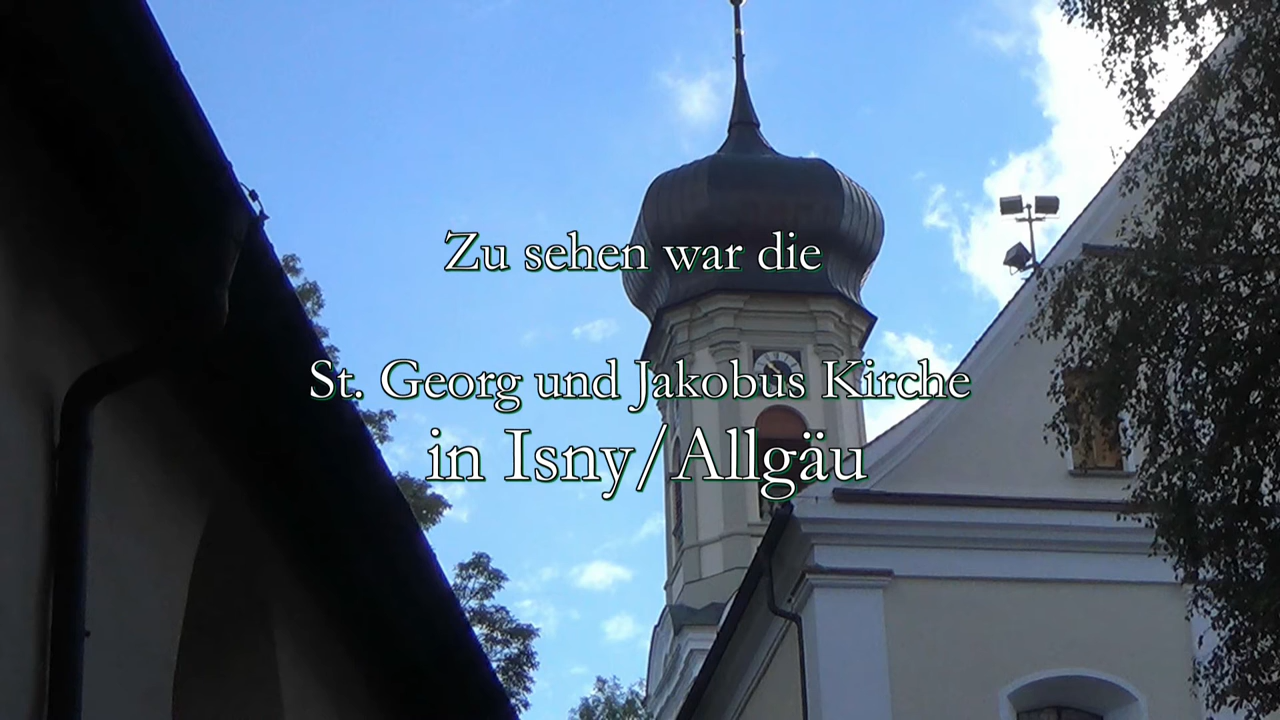 Zu sehen war die
St. Georg und Jakobus Kirche
in Isny/Allgäu